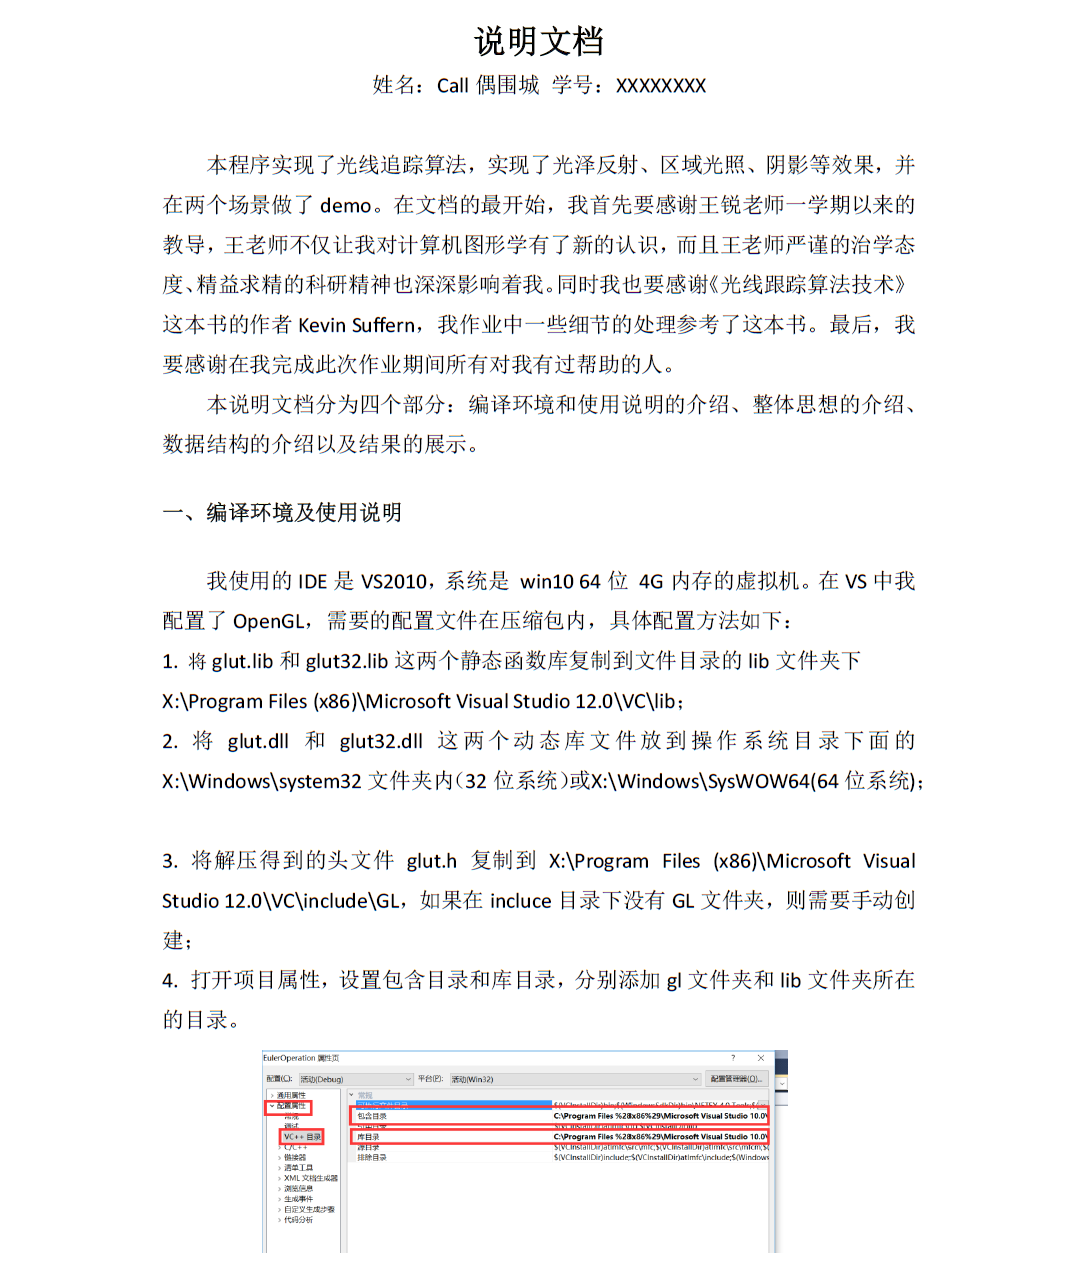 说明文档
姓名：Call 偶围城 学号：XXXXXXXX
本程序实现了光线追踪算法，实现了光泽反射、区域光照、阴影等效果，并
在两个场景做了 demo。在文档的最开始，我首先要感谢王锐老师一学期以来的
教导，王老师不仅让我对计算机图形学有了新的认识，而且王老师严谨的治学态
度、精益求精的科研精神也深深影响着我。同时我也要感谢《光线跟踪算法技术》
这本书的作者 Kevin Suffern，我作业中一些细节的处理参考了这本书。最后，我
要感谢在我完成此次作业期间所有对我有过帮助的人。
本说明文档分为四个部分：编译环境和使用说明的介绍、整体思想的介绍、
数据结构的介绍以及结果的展示。
一、编译环境及使用说明
我使用的 IDE 是 VS2010，系统是 win10 64 位 4G 内存的虚拟机。在 VS 中我
配置了 OpenGL，需要的配置文件在压缩包内，具体配置方法如下：
1. 将 glut.lib 和 glut32.lib 这两个静态函数库复制到文件目录的 lib 文件夹下
X:\Program Files (x86)\Microsoft Visual Studio 12.0\VC\lib；
2. 将 glut.dll 和 glut32.dll 这两个动态库文件放到操作系统目录下面的
X:\Windows\system32 文件夹内（32 位系统）或X:\Windows\SysWOW64(64 位系统)；
3. 将解压得到的头文件 glut.h 复制到 X:\Program Files (x86)\Microsoft Visual
Studio 12.0\VC\include\GL，如果在 incluce 目录下没有 GL 文件夹，则需要手动创
建；
4. 打开项目属性，设置包含目录和库目录，分别添加 gl 文件夹和 lib 文件夹所在
的目录。
EulerOperation 属性页 ?
配置(C): 活动(Debug) 平台(P): 活动(Win32) 配置管理器(O)...
通用属性
配置属性
常规
调试
VC++ 目录
C/C++
链接器
清单工具
XML 文档生成器
浏览信息
生成事件
自定义生成步骤
代码分析
常规
包含目录 C:\Program Files %28x86%29\Microsoft Visual Studio 10.0\
库目录 C:\Program Files %28x86%29\Microsoft Visual Studio 10.0\
源目录 $(VCInstallDir)atlmfc\src\mfc;$(VCInstallDir)atlmfc\src\mfcm;$(
排除目录 $(VCInstallDir)include;$(VCInstallDir)atlmfc\include;$(Windows